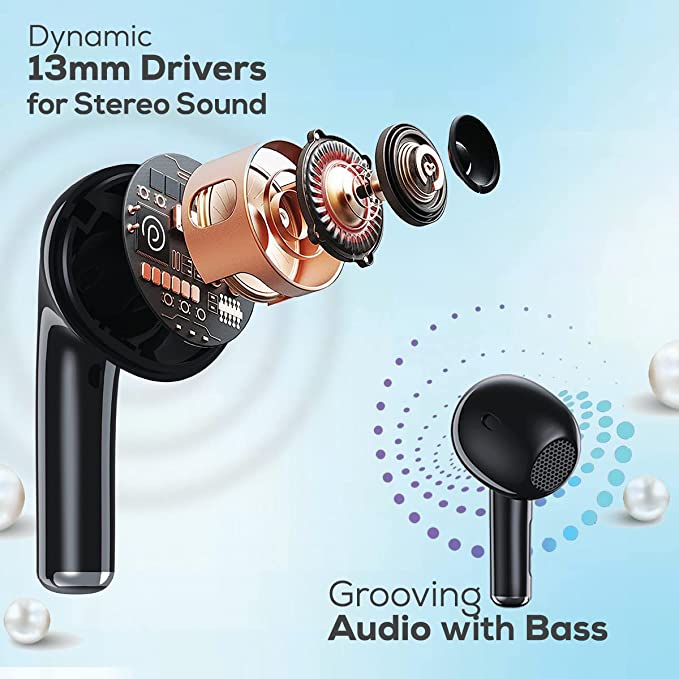 Dynamic
13mm Drivers
for Stereo Sound
Grooving
Audio with Bass